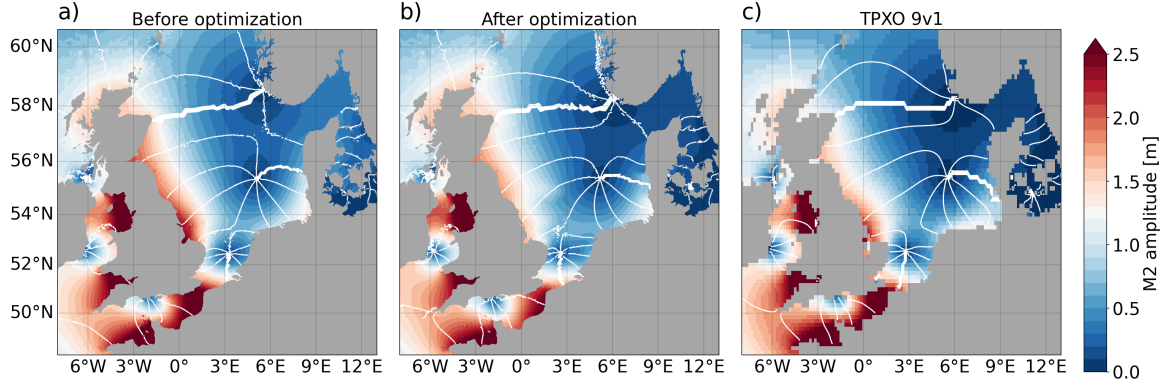 a)
Before optimization
b)
After optimization
c)
TPXO 9v1
60°N
58°N
56°N
54°N
52°N
50°N
6°W 3°W 0° 3°E 6°E 9°E 12°E
6°W 3°W 0° 3°E 6°E 9°E 12°E
6°W 3°W 0° 3°E 6°E 9°E 12°E
2.5
2.0
1.5
1.0
0.5
0.0
M2 amplitude [m]